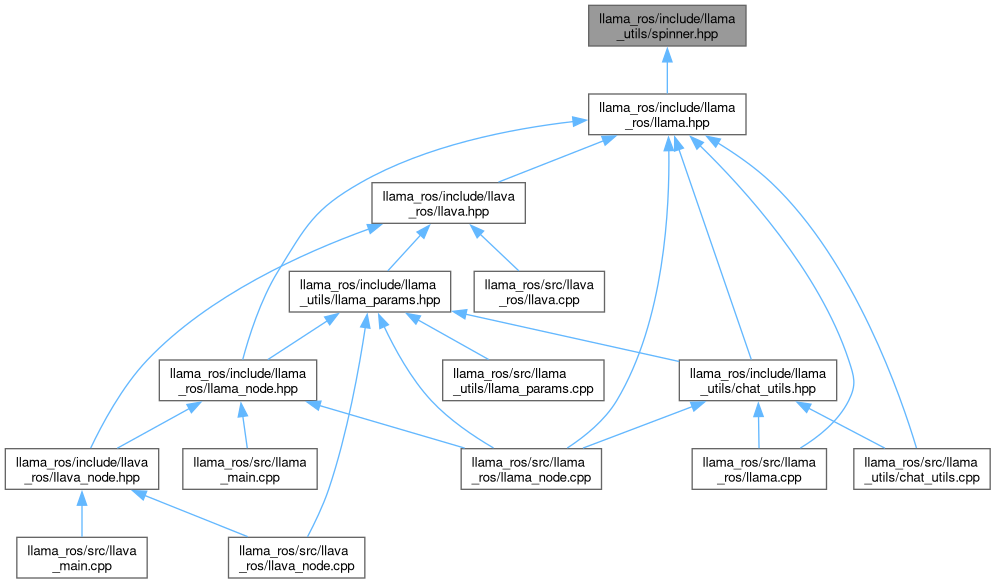 llama_ros/include/llama
_utils/spinner.hpp
llama_ros/include/llama
_ros/llama.hpp
llama_ros/include/llava
_ros/llava.hpp
llama_ros/include/llama
_utils/llama_params.hpp
llama_ros/src/llava
_ros/llava.cpp
llama_ros/include/llama
_ros/llama_node.hpp
llama_ros/src/llama
_utils/llama_params.cpp
llama_ros/include/llama
_utils/chat_utils.hpp
llama_ros/include/llava
_ros/llava_node.hpp
llama_ros/src/llama
_main.cpp
llama_ros/src/llama
_ros/llama_node.cpp
llama_ros/src/llama
_ros/llama.cpp
llama_ros/src/llama
_utils/chat_utils.cpp
llama_ros/src/llava
_main.cpp
llama_ros/src/llava
_ros/llava_node.cpp